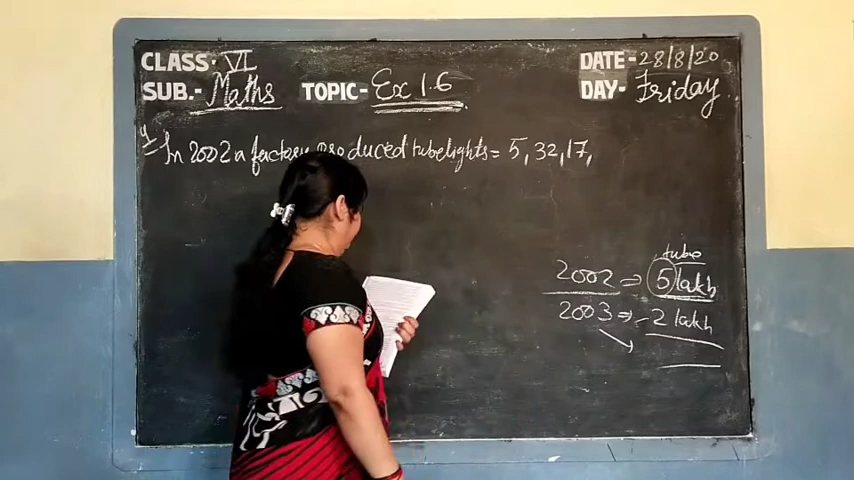 CLASS- VI
SUB.- Maths
TOPIC- Ex 1.6
DATE- 28/8/20
DAY- Friday
In 2002 a factory produced tubelights = 5,32,17,
tube
2002 ⇒ 5 lakh
2003 ⇒ - 2 lakh